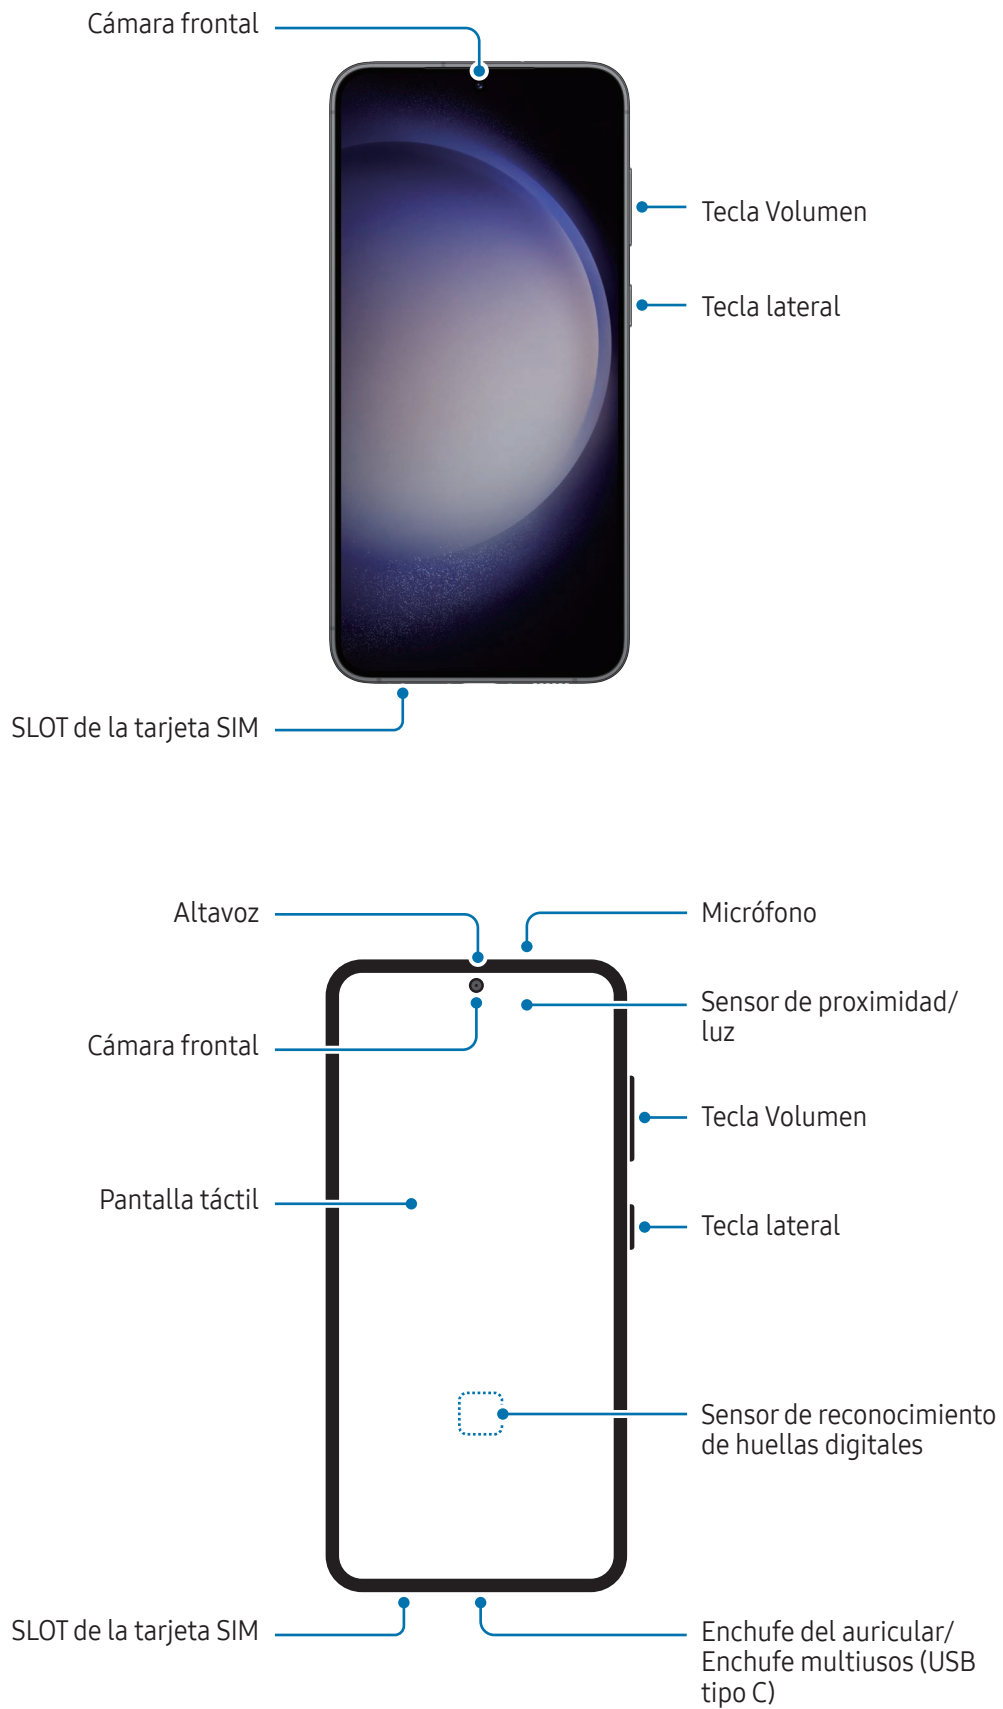 Cámara frontal
Tecla Volumen
Tecla lateral
SLOT de la tarjeta SIM
Altavoz
Micrófono
Sensor de proximidad/
luz
Cámara frontal
Tecla Volumen
Pantalla táctil
Tecla lateral
Sensor de reconocimiento
de huellas digitales
SLOT de la tarjeta SIM
Enchufe del auricular/
Enchufe multiusos (USB
tipo C)